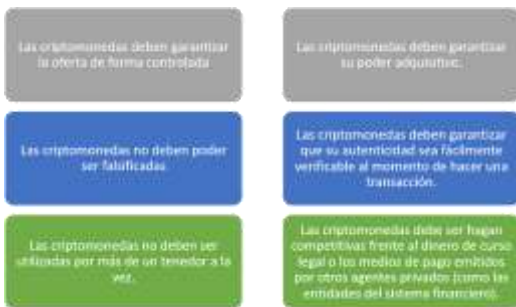 Las criptomonedas deben garantizar
la oferta de forma controlada
Las criptomonedas deben garantizar
su poder adquisitivo.
Las criptomonedas no deben poder
ser falsificadas.
Las criptomonedas deben garantizar
que su autenticidad sea fácilmente
verificable al momento de hacer una
transacción.
Las criptomonedas no deben ser
utilizadas por más de un tenedor a la
vez.
Las criptomonedas debe ser hagan
competitivas frente al dinero de curso
legal o los medios de pago emitidos
por otros agentes privados (como las
entidades del sistema financiero).